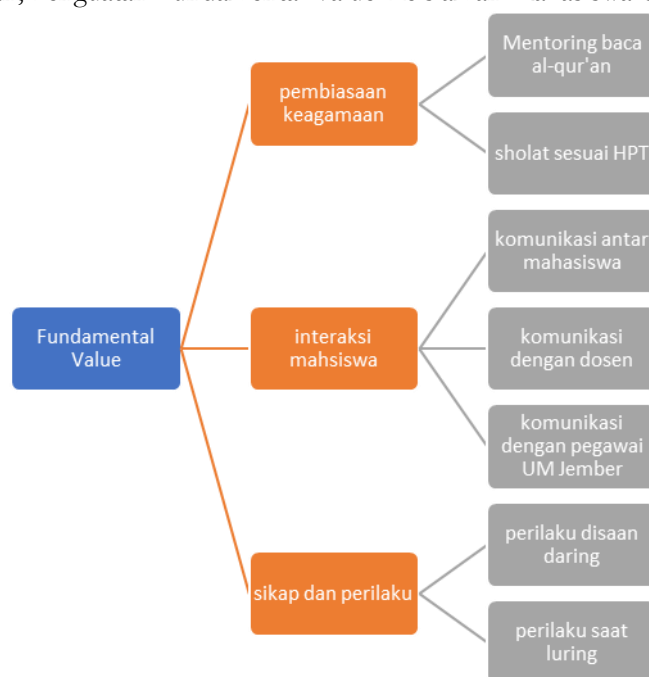 Mentoring baca
al-qur'an
pembiasaan
keagamaan
sholat sesuai HPT
komunikasi antar
mahasiswa
Fundamental
Value
interaksi
mahsiswa
komunikasi
dengan dosen
komunikasi
dengan pegawai
UM Jember
perilaku disaan
daring
sikap dan perilaku
perilaku saat
luring